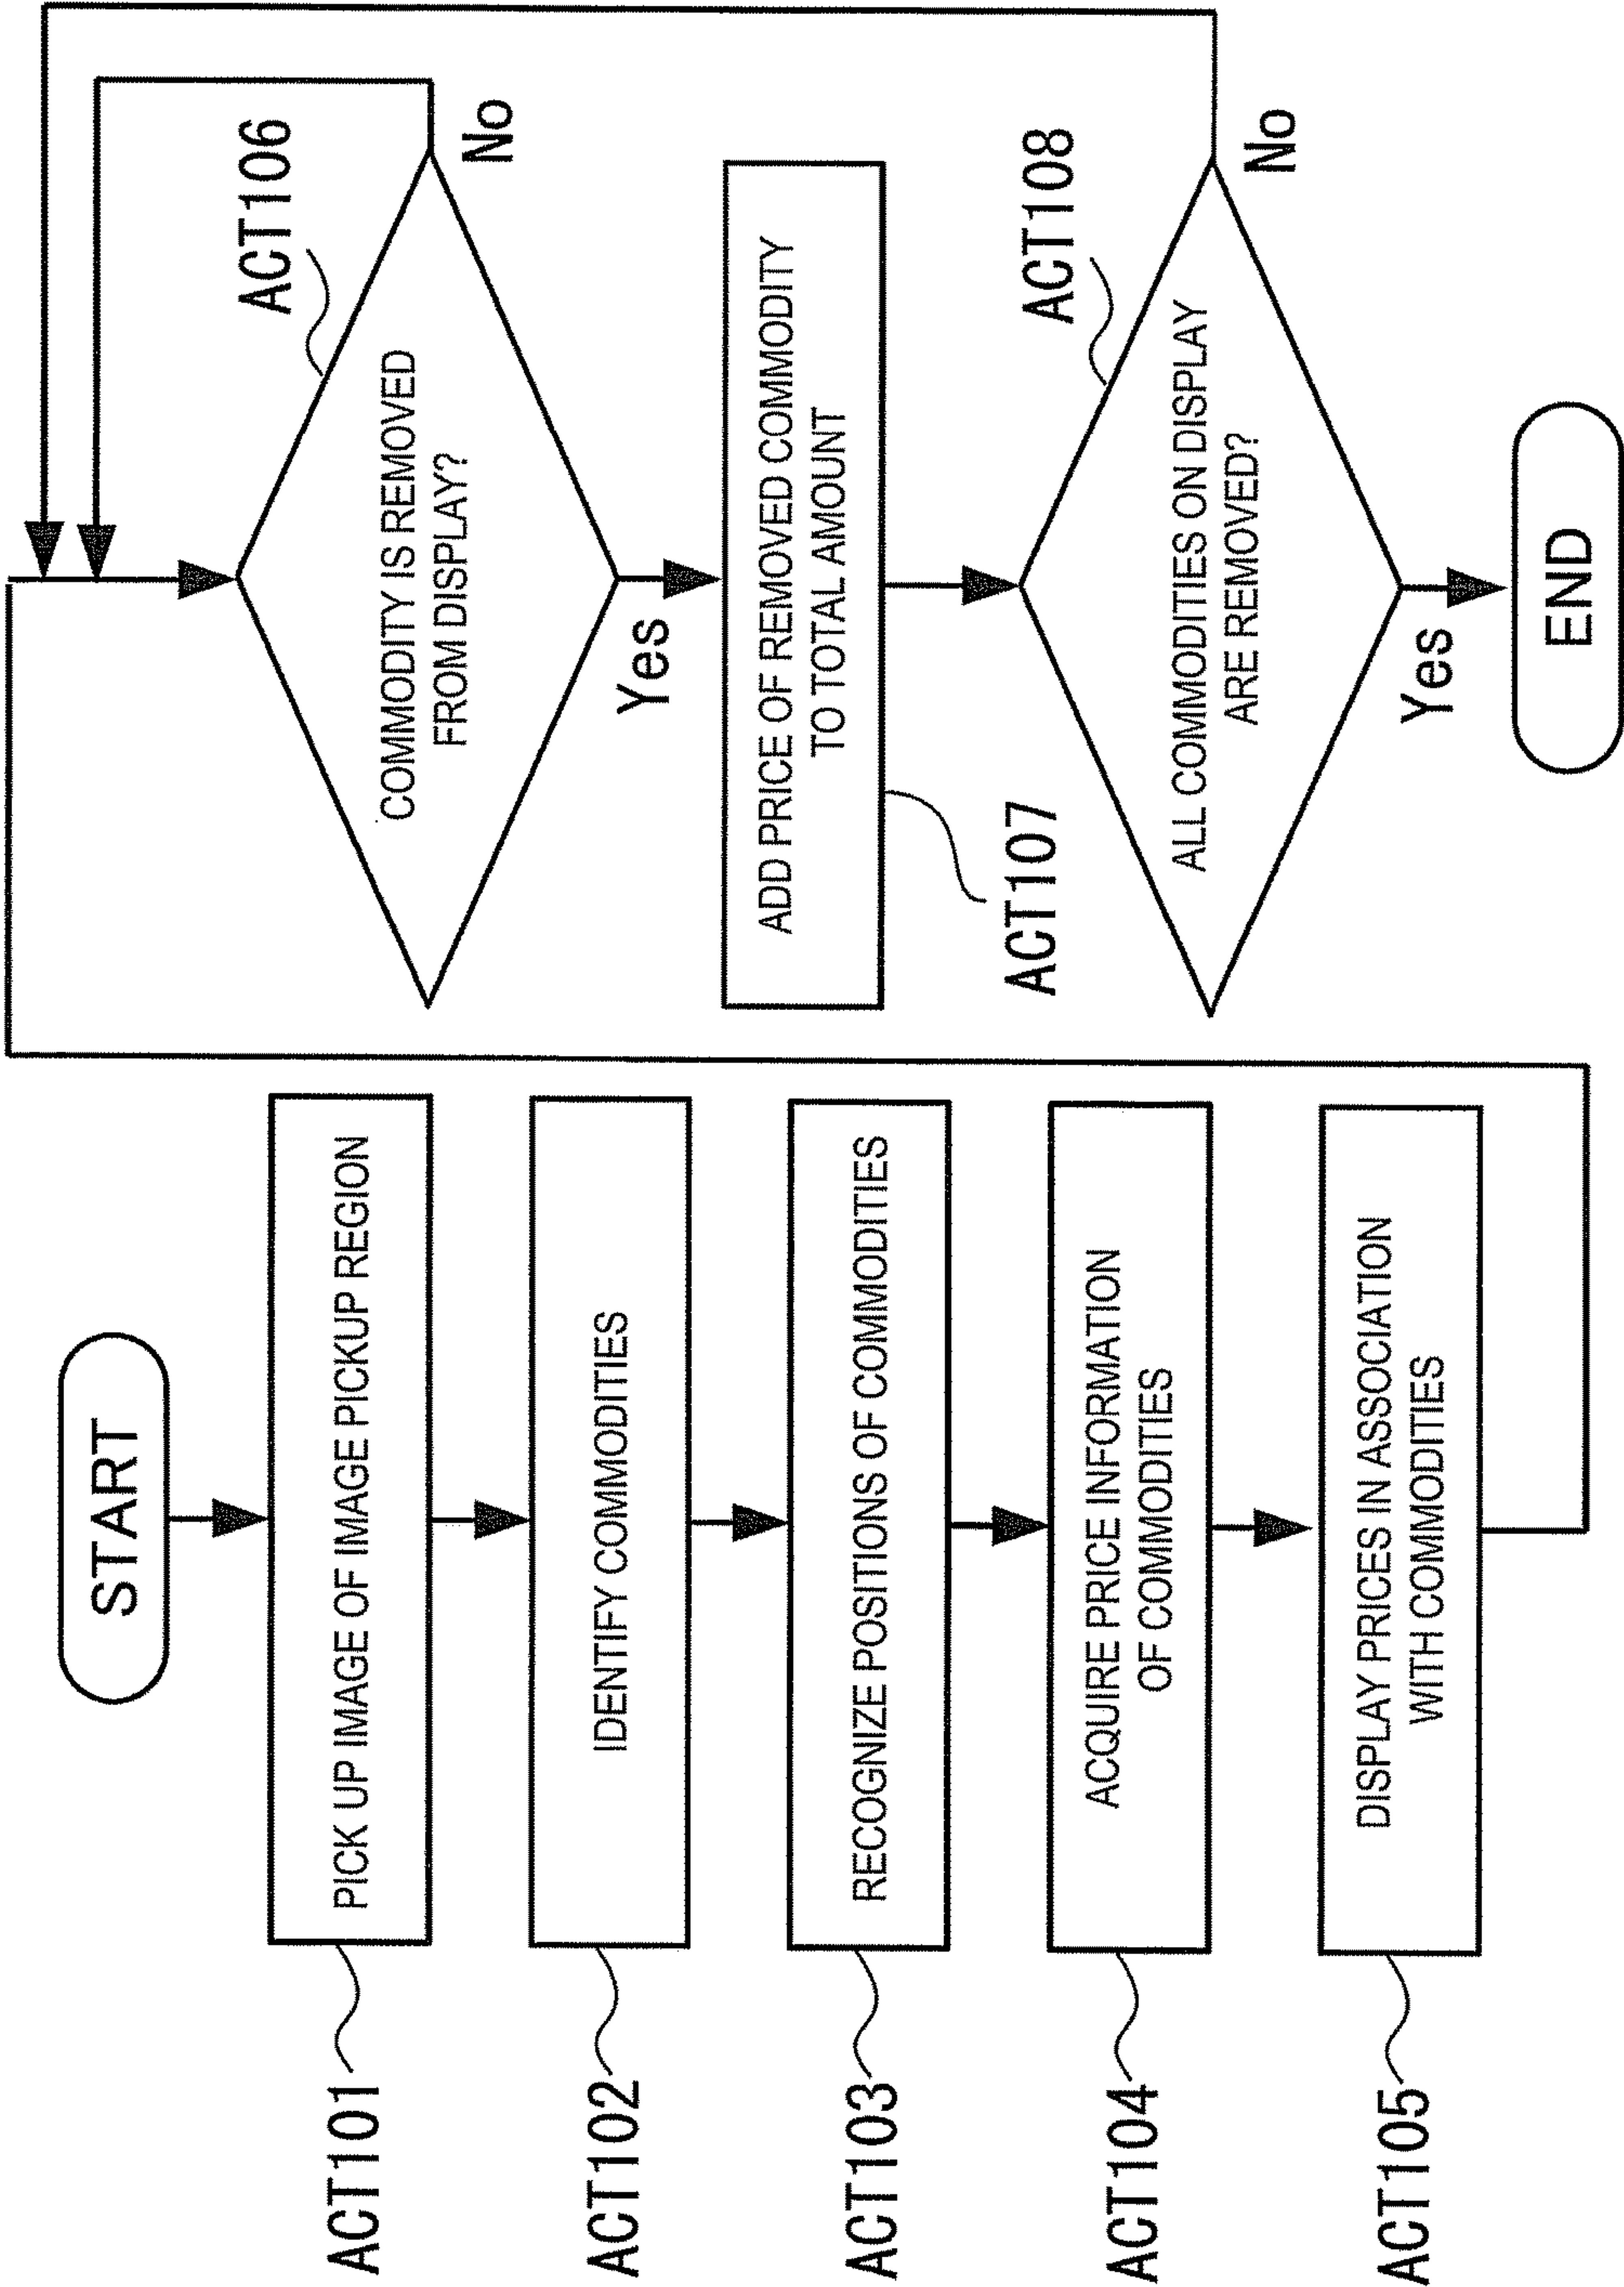 START
ACT101
PICK UP IMAGE OF IMAGE PICKUP REGION
ACT102
IDENTIFY COMMODITIES
ACT103
RECOGNIZE POSITIONS OF COMMODITIES
ACT104
ACQUIRE PRICE INFORMATION
OF COMMODITIES
ACT105
DISPLAY PRICES IN ASSOCIATION
WITH COMMODITIES
ACT106
COMMODITY IS REMOVED
FROM DISPLAY?
No
Yes
ADD PRICE OF REMOVED COMMODITY
TO TOTAL AMOUNT
ACT107
ACT108
ALL COMMODITIES ON DISPLAY
ARE REMOVED?
No
Yes
END